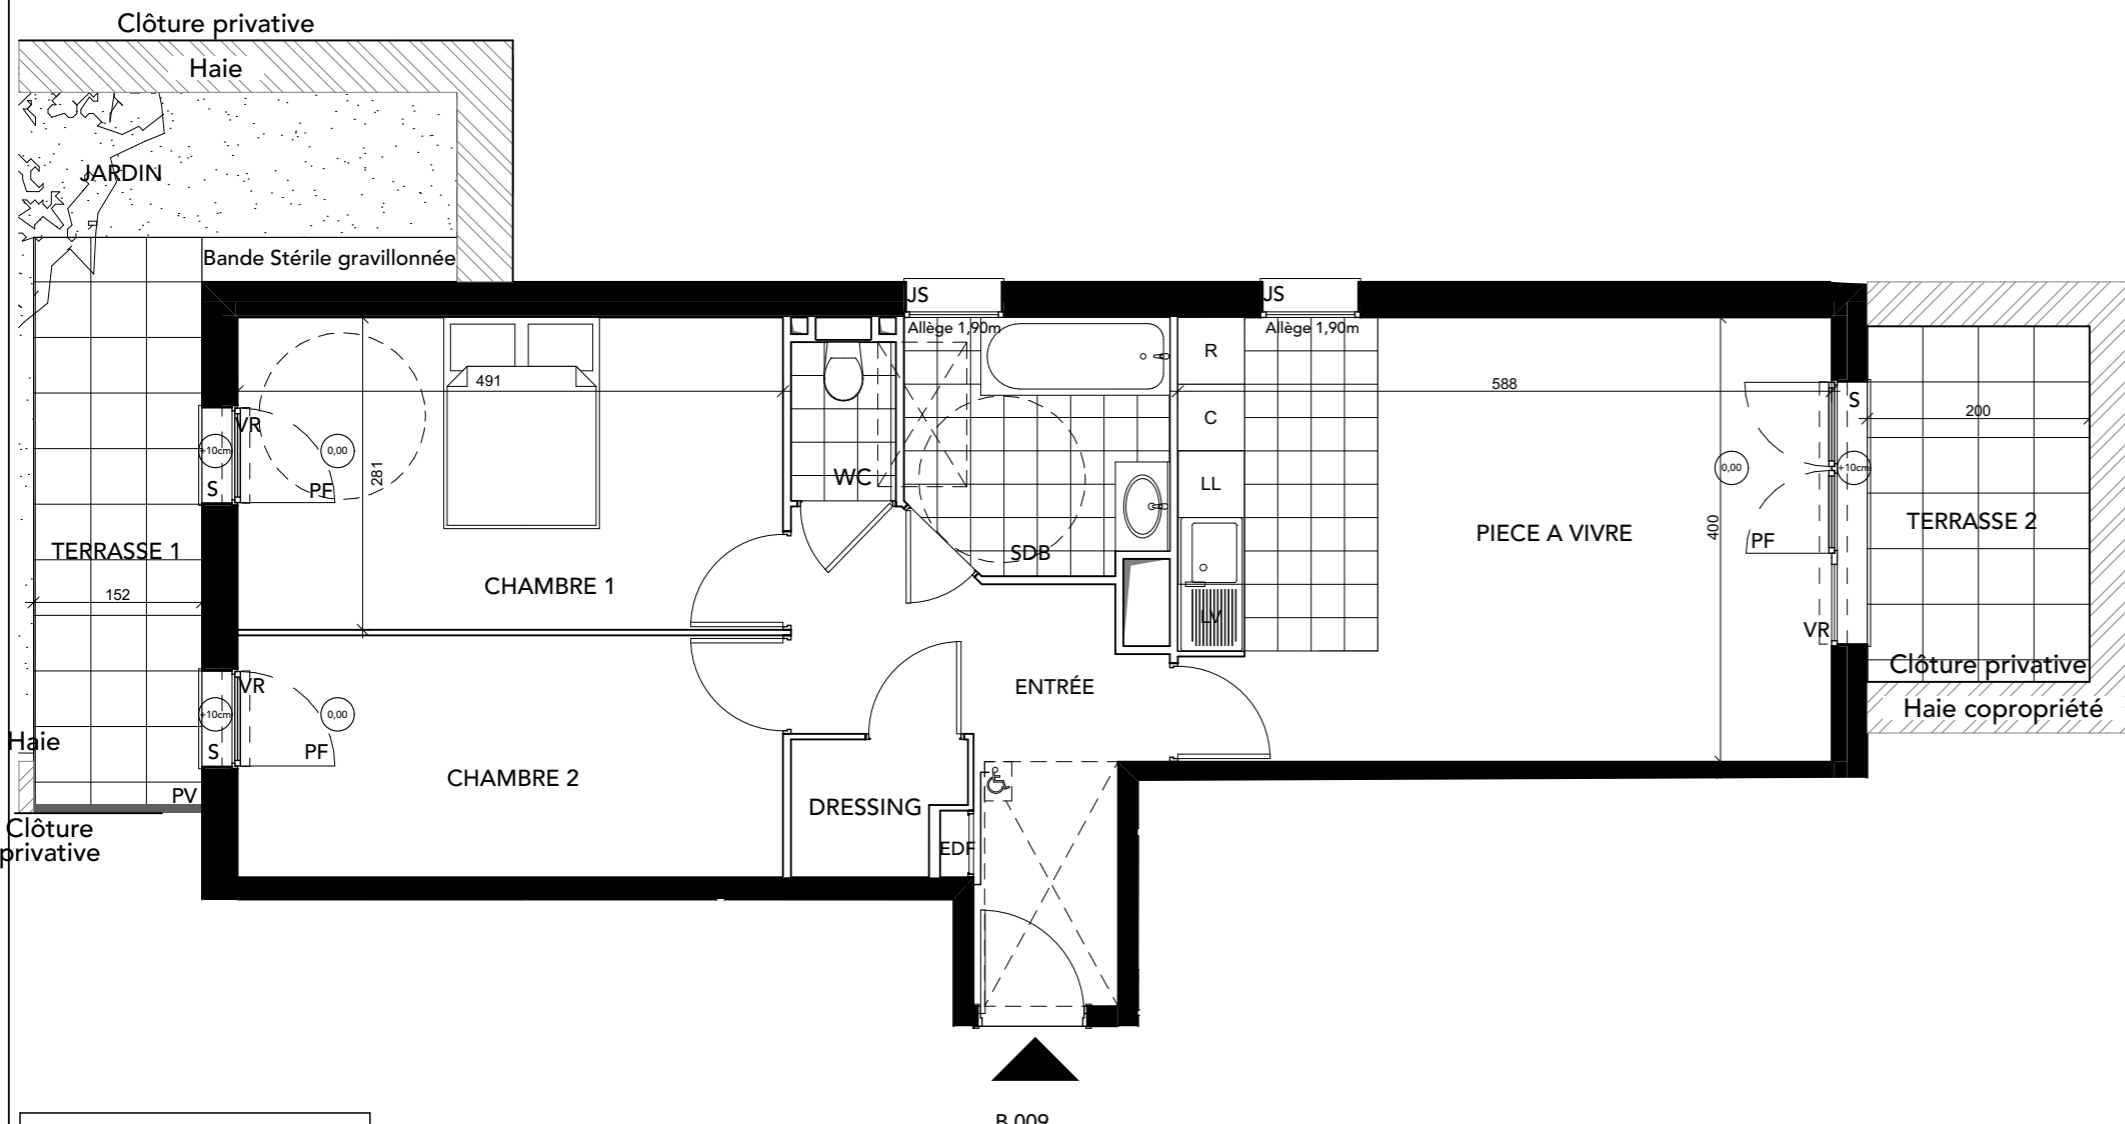 Clôture privative
Haie
JARDIN
Bande Stérile gravillonnée
JS
JS
Allège 1,90m
Allège 1,90m
R
491
588
S
200
C
VR
+10cm
0,00
281
WC
LL
0,00
+10cm
S
PF
TERRASSE 1
SDB
PIECE A VIVRE
400
PF
TERRASSE 2
152
CHAMBRE 1
LV
VR
Clôture privative
VR
ENTRÉE
Haie copropriété
+10cm
0,00
Haie
S
PF
CHAMBRE 2
PV
DRESSING
Clôture
privative
EDF
B 009